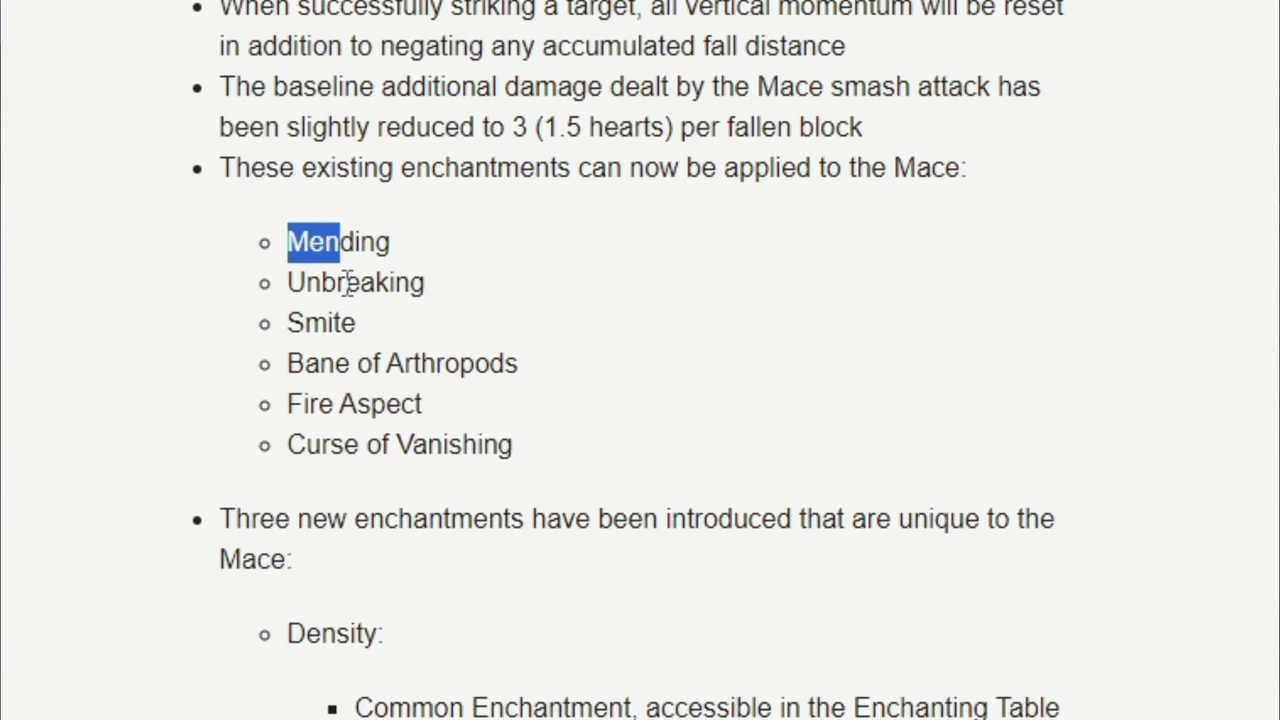 When successfully striking a target, all vertical momentum will be reset
in addition to negating any accumulated fall distance
The baseline additional damage dealt by the Mace smash attack has
been slightly reduced to 3 (1.5 hearts) per fallen block
These existing enchantments can now be applied to the Mace:
Mending
Unbreaking
Smite
Bane of Arthropods
Fire Aspect
Curse of Vanishing
Three new enchantments have been introduced that are unique to the
Mace:
Density:
Common Enchantment, accessible in the Enchanting Table